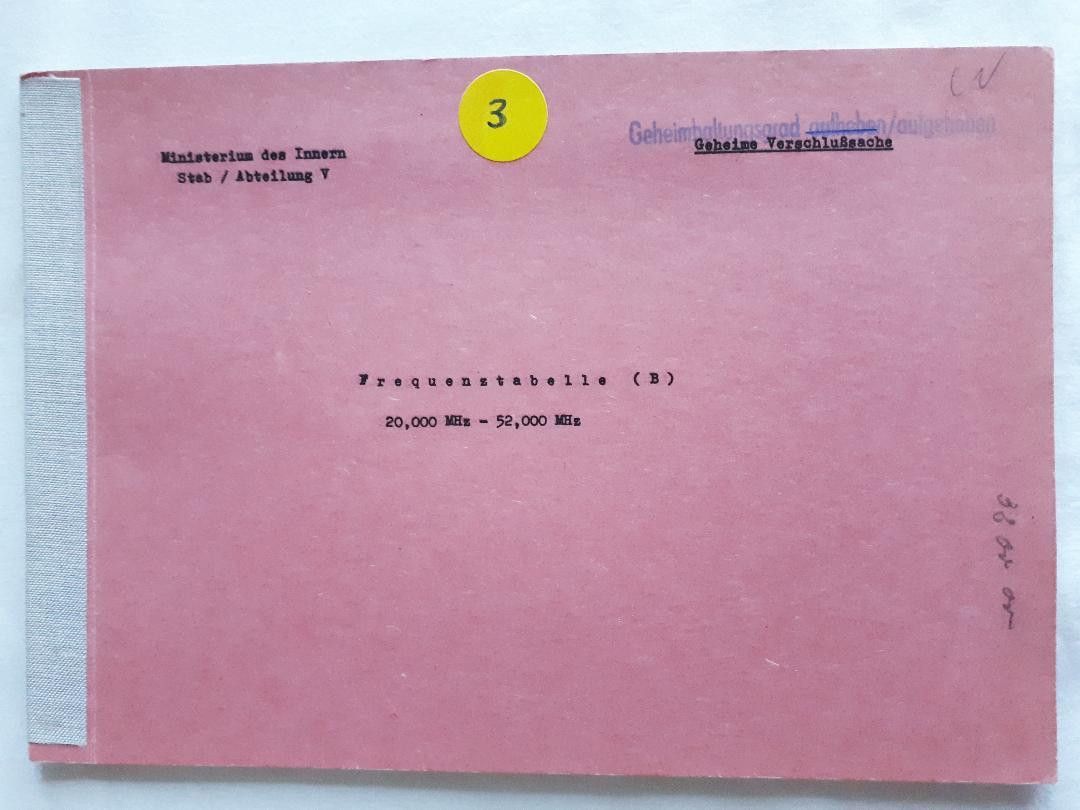 3
Geheimhaltungsgrad aufheben/aufgehoben
Geheime Verschlußsache
Ministerium des Innern
Stab / Abteilung V
Frequenztabelle (B)
20,000 MHz - 52,000 MHz